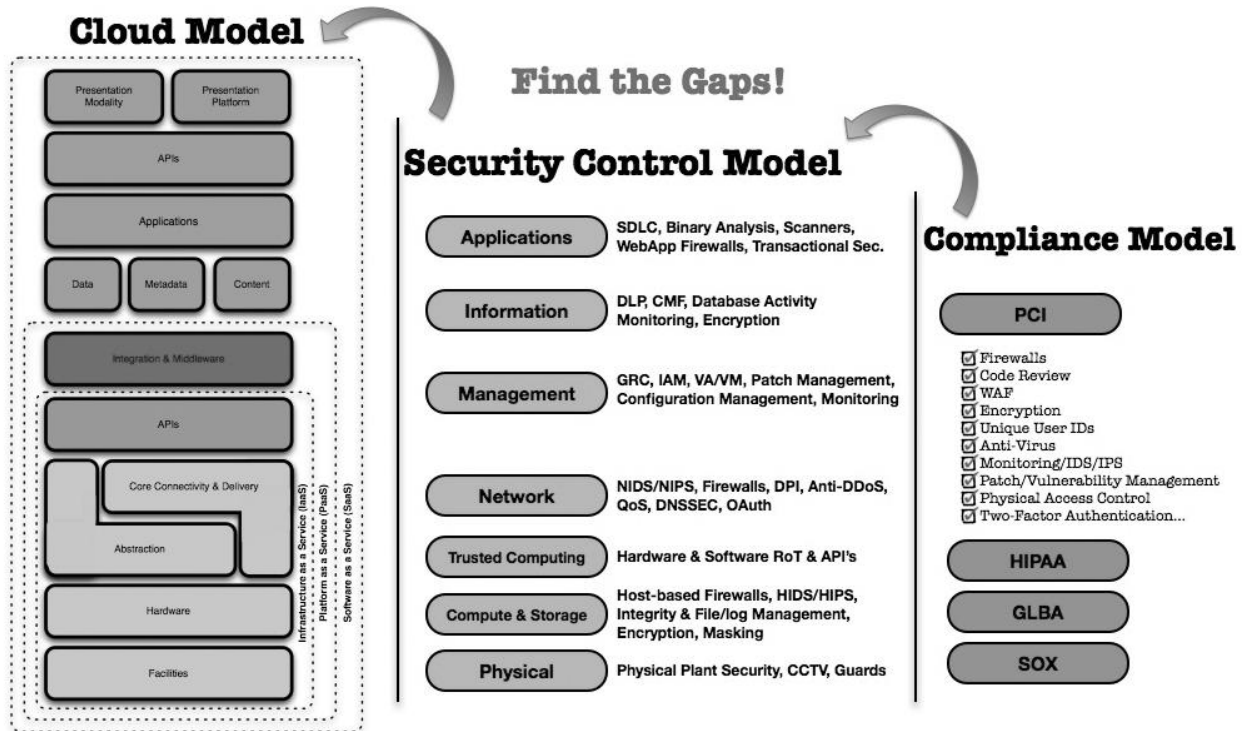 Cloud Model
Presentation
Modality
Presentation
Platform
APIs
Applications
Data
Metadata
Content
Integration & Middleware
APIs
Core Connectivity & Delivery
Abstraction
Hardware
Facilities
Infrastructure as a Service (IaaS)
Platform as a Service (PaaS)
Software as a Service (SaaS)
Find the Gaps!
Security Control Model
Applications
SDLC, Binary Analysis, Scanners,
WebApp Firewalls, Transactional Sec.
Information
DLP, CMF, Database Activity
Monitoring, Encryption
Management
GRC, IAM, VA/VM, Patch Management,
Configuration Management, Monitoring
Network
NIDS/NIPS, Firewalls, DPI, Anti-DDoS,
QoS, DNSSEC, OAuth
Trusted Computing
Hardware & Software RoT & API's
Compute & Storage
Host-based Firewalls, HIDS/HIPS,
Integrity & File/log Management,
Encryption, Masking
Physical
Physical Plant Security, CCTV, Guards
Compliance Model
PCI
Firewalls
Code Review
WAF
Encryption
Unique User IDs
Anti-Virus
Monitoring/IDS/IPS
Patch/Vulnerability Management
Physical Access Control
Two-Factor Authentication...
HIPAA
GLBA
SOX